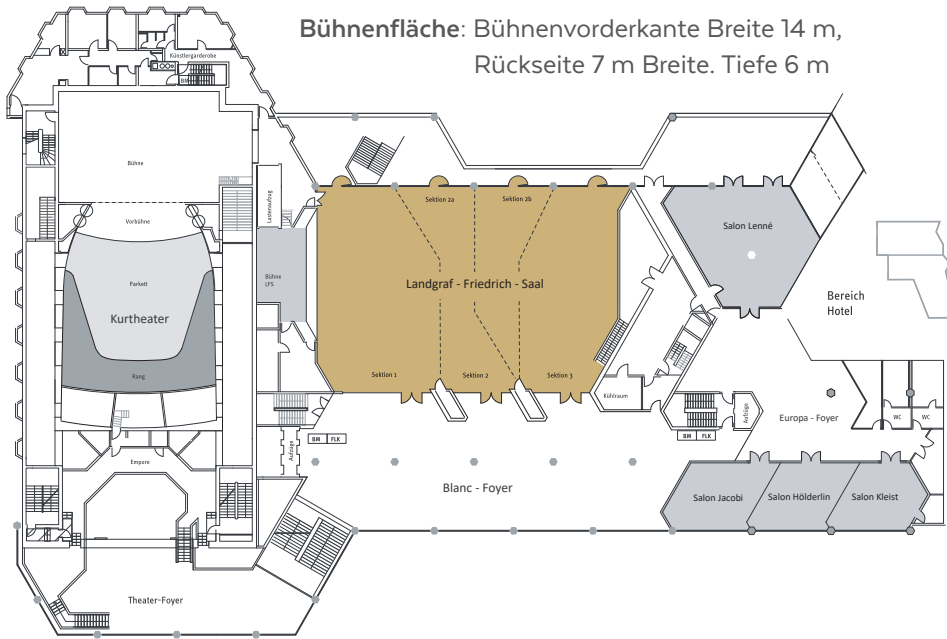 Bühnenfläche: Bühnenvorderkante Breite 14 m,
Rückseite 7 m Breite. Tiefe 6 m
Künstlergarderobe
BM
Bühne
Lastenaufzug
Sektion 2a
Sektion 2b
Vorbühne
Salon Lenné
Bühne
LFS
Parkett
Landgraf - Friedrich - Saal
Bereich
Hotel
Kurtheater
Rang
Sektion 1
Sektion 2
Sektion 3
Kühlraum
Aufzüge
Europa - Foyer
WC
WC
BM
FLK
BM
FLK
Aufzüge
Empore
Blanc - Foyer
Salon Jacobi
Salon Hölderlin
Salon Kleist
Theater-Foyer